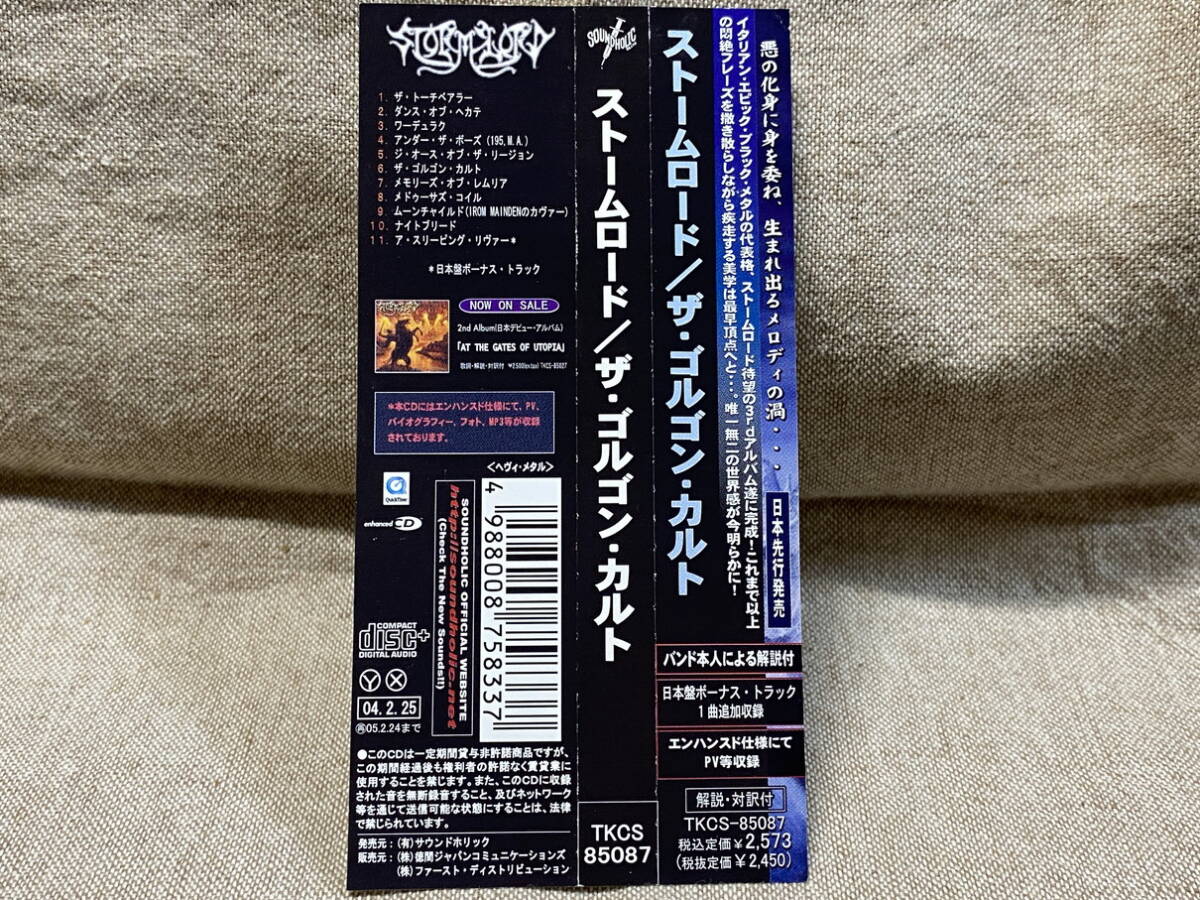 STORMLORD
1. ザ・トーチベアラー
2. ダンス・オブ・ヘカテ
3. ワーデュラク
4. アンダー・ザ・ボーズ (195,M.A.)
5. ジ・オース・オブ・ザ・リージョン
6. ザ・ゴルゴン・カルト
7. メモリーズ・オブ・レムリア
8. メドゥーサズ・コイル
9. ムーンチャイルド(IROM MAINDENのカヴァー)
10. ナイトブリード
11. ア・スリーピング・リヴァー*
*日本盤ボーナス・トラック
NOW ON SALE
2nd Album(日本デビュー・アルバム)
「AT THE GATES OF UTOPIA」
歌詞・解説・対訳付 ¥2,500(extax) TKCS-85027
*本CDにはエンハンスド仕様にて、PV、
バイオグラフィー、フォト、MP3等が収録
されております。
QuickTime
enhanced CD
<ヘヴィ・メタル>
4 988008 758337
SOUNDHOLIC OFFICIAL WEBSITE
http://soundholic.net
(Check The New Sounds!!)
COMPACT
disc+
DIGITAL AUDIO
Y X
04.2.25
再05.2.24まで
●このCDは一定期間貸与非許諾商品ですが、
この期間経過後も権利者の許諾なく賃貸業に
使用することを禁じます。また、このCDに収録
された音を無断録音すること、及びネットワーク
等を通じて送信可能な状態にすることは、法律
で禁じられています。
発売元：(有)サウンドホリック
販売元：(株)徳間ジャパンコミュニケーションズ
(株)ファースト・ディストリビューション
SOUNDHOLIC
ストームロード/ザ・ゴルゴン・カルト
TKCS
85087
悪の化身に身を委ね、生まれ出ろメロディの渦・・・
日本先行発売
イタリアン・エピック・ブラック・メタルの代表格、ストームロード待望の3rdアルバム遂に完成！これまで以上
の悶絶フレーズを撒き散らしながら疾走する美学は最早頂点へと・・・。唯一無二の世界感が今明らかに！
ストームロード/ザ・ゴルゴン・カルト
バンド本人による解説付
日本盤ボーナス・トラック
1曲追加収録
エンハンスド仕様にて
PV等収録
解説・対訳付
TKCS-85087
税込定価¥2,573
(税抜定価¥2,450)